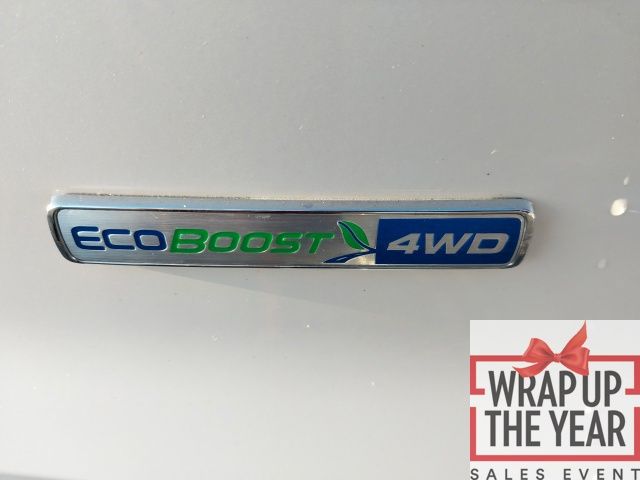 ECOBOOST 4WD
WRAP UP
THE YEAR
SALES EVENT